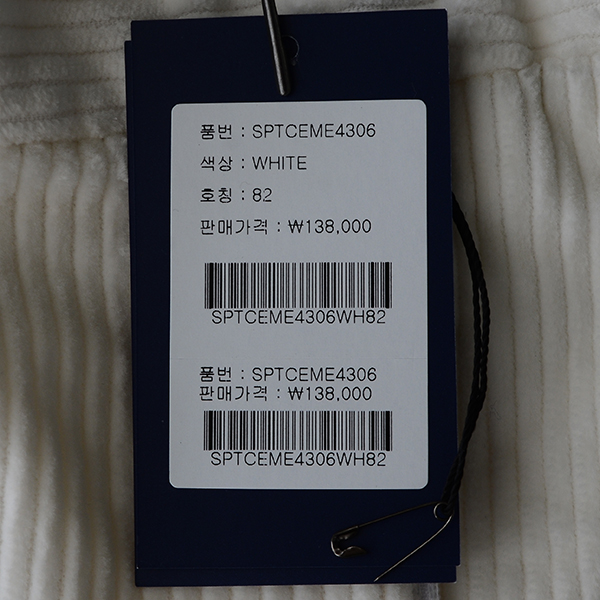 품번 : SPTCEME4306
색상 : WHITE
호칭 : 82
판매가격 : ₩138,000
SPTCEME4306WH82
품번 : SPTCEME4306
판매가격 : ₩138,000
SPTCEME4306WH82